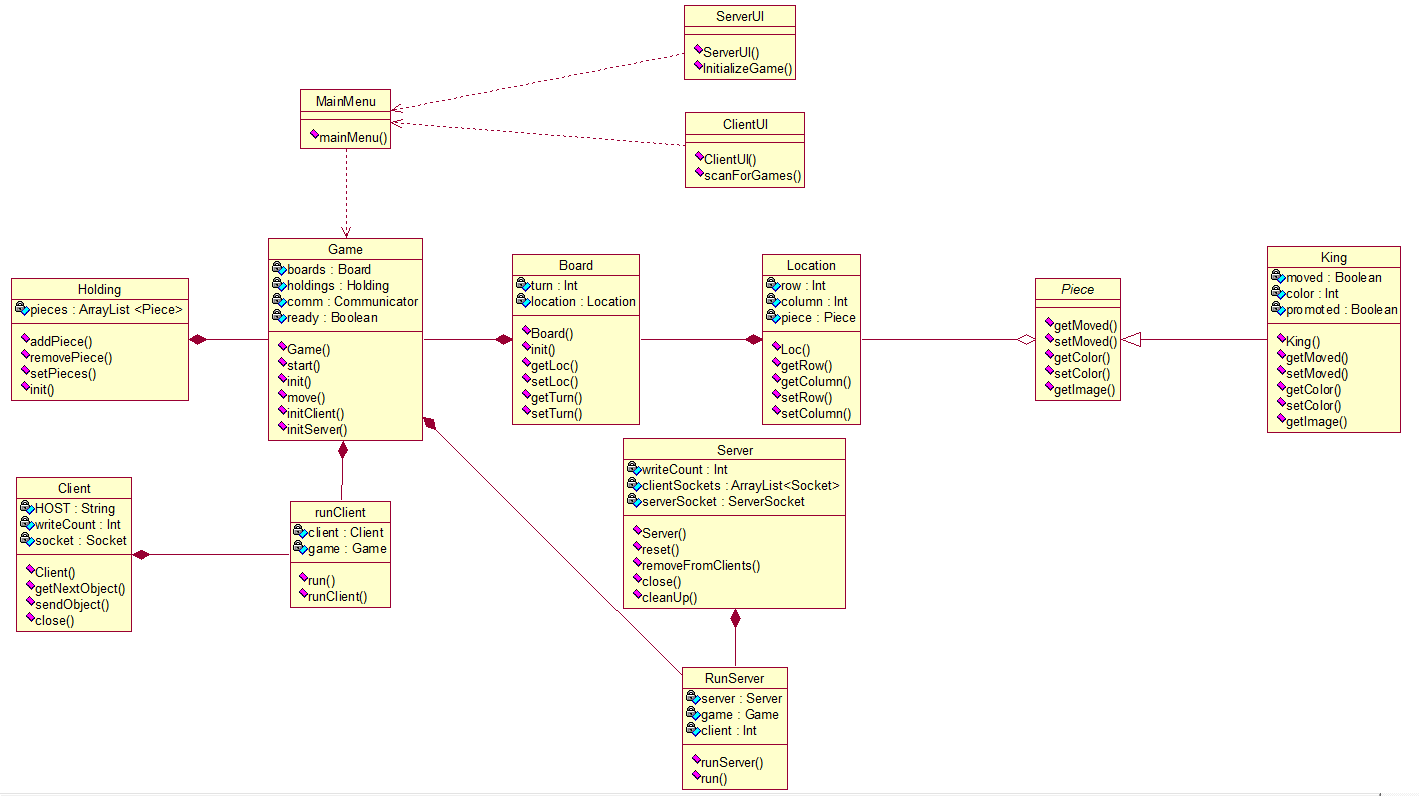 ServerUI
ServerUI()
InitializeGame()
MainMenu
mainMenu()
ClientUI
ClientUI()
scanForGames()
Game
boards : Board
holdings : Holding
comm : Communicator
ready : Boolean
Game()
start()
init()
move()
initClient()
initServer()
Holding
pieces : ArrayList <Piece>
addPiece()
removePiece()
setPieces()
init()
Board
turn : Int
location : Location
Board()
init()
getLoc()
setLoc()
getTurn()
setTurn()
Location
row : Int
column : Int
piece : Piece
Loc()
getRow()
getColumn()
setRow()
setColumn()
Piece
getMoved()
setMoved()
getColor()
setColor()
getImage()
King
moved : Boolean
color : Int
promoted : Boolean
King()
getMoved()
setMoved()
getColor()
setColor()
getImage()
Client
HOST : String
writeCount : Int
socket : Socket
Client()
getNextObject()
sendObject()
close()
runClient
client : Client
game : Game
run()
runClient()
Server
writeCount : Int
clientSockets : ArrayList<Socket>
serverSocket : ServerSocket
Server()
reset()
removeFromClients()
close()
cleanUp()
RunServer
server : Server
game : Game
client : Int
runServer()
run()